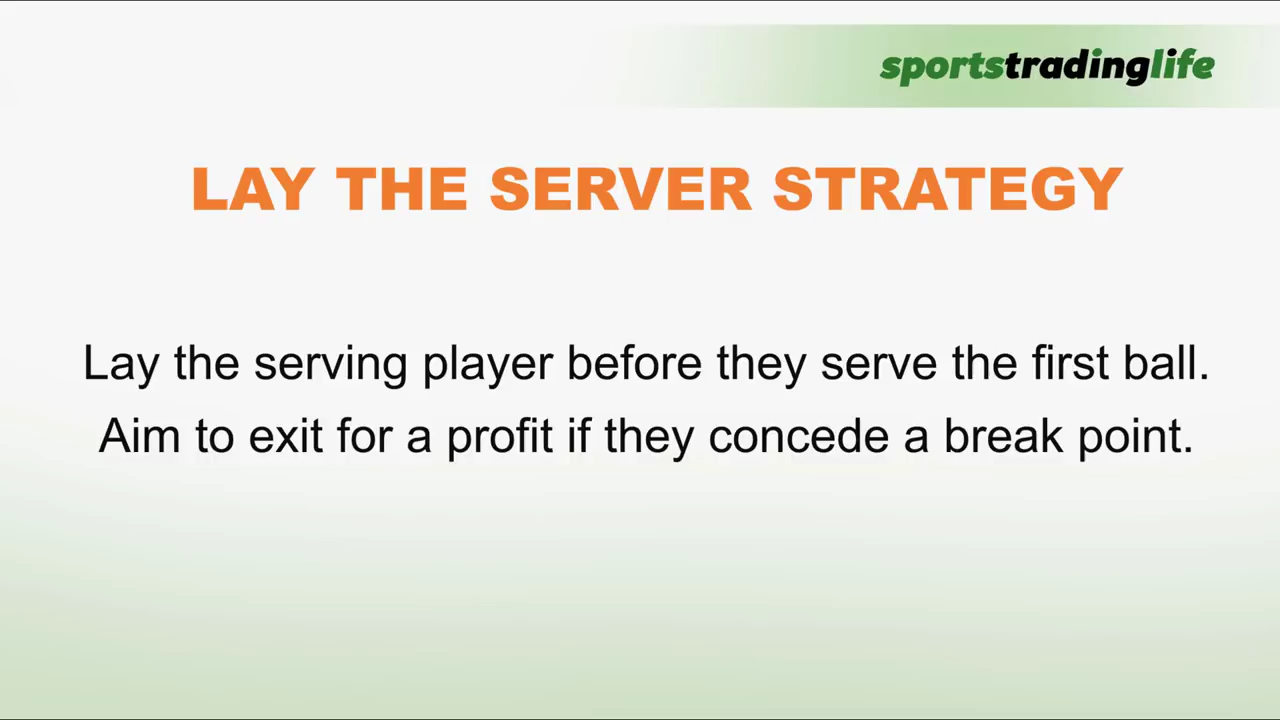 sportstradinglife
LAY THE SERVER STRATEGY
Lay the serving player before they serve the first ball.
Aim to exit for a profit if they concede a break point.